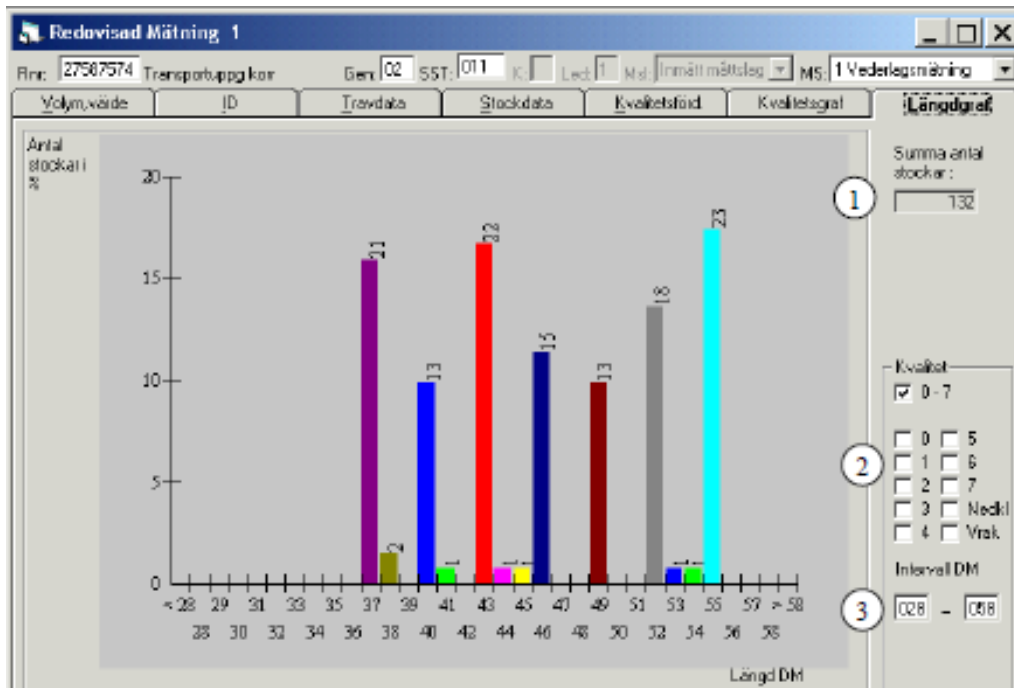 Redovisad Mätning 1
Rnr: 27587574 Transportuppg i korr Gen: 02 SST: 011 K: Led: 1 Msl: Inmätt måttslag MS: 1 Vederlagsmätning
Volym,värde ID Travdata Stockdata Kvalitetsförd. Kvalitetsgraf Längdgraf
Antal
stockar i
%
Summa antal
stockar :
1
132
20
15
10
5
0
21 2 13 1 22 1 1 15 13 18 1 1 23
Kvalitet
0 - 7
2
0 5
1 6
2 7
3 Nedkl
4 Vrak
Intervall DM
3
028 - 058
< 28 29 31 33 35 37 39 41 43 45 47 49 51 53 55 57 > 58
28 30 32 34 36 38 40 42 44 46 48 50 52 54 56 58
Längd DM